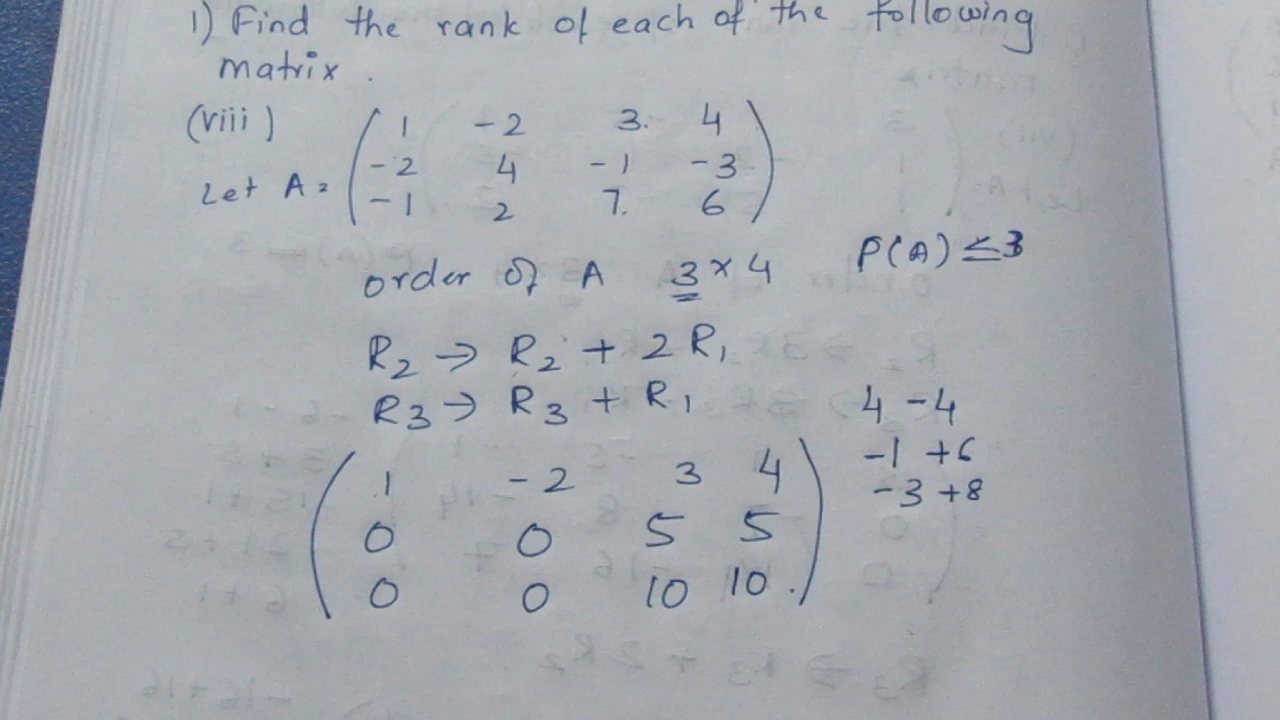 1) Find the rank of each of the following
matrix.
(viii)
Let A = ( 1 -2 3. 4
-2 4 -1 -3
-1 2 7. 6 )
order of A 3 x 4 P(A) ≤ 3
R2 → R2 + 2 R1
R3 → R3 + R1 4 -4
-1 +6
-3 +8
( 1 -2 3 4
0 0 5 5
0 0 10 10. )